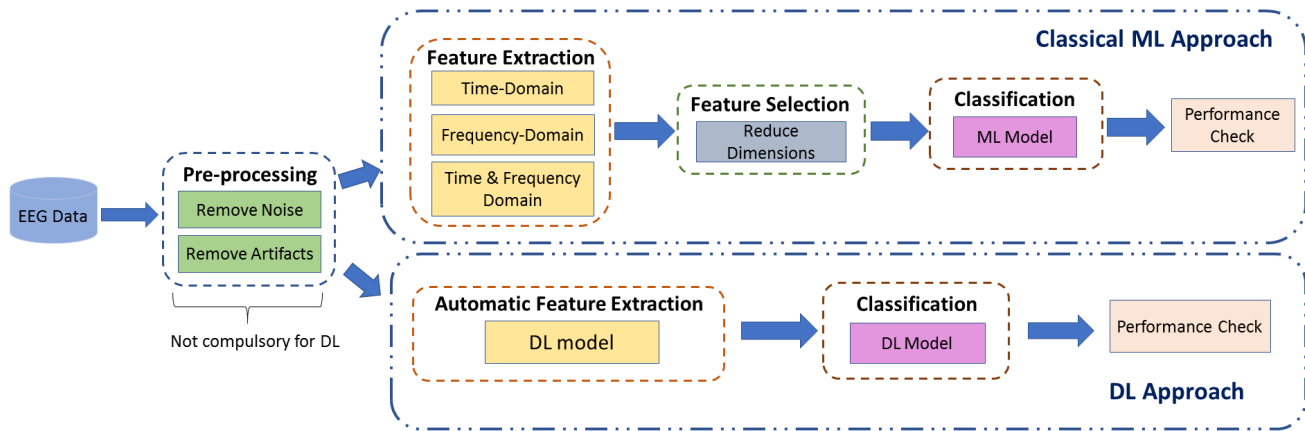 EEG Data
Pre-processing
Remove Noise
Remove Artifacts
Not compulsory for DL
Classical ML Approach
Feature Extraction
Time-Domain
Frequency-Domain
Time & Frequency
Domain
Feature Selection
Reduce
Dimensions
Classification
ML Model
Performance
Check
Automatic Feature Extraction
DL model
Classification
DL Model
Performance Check
DL Approach